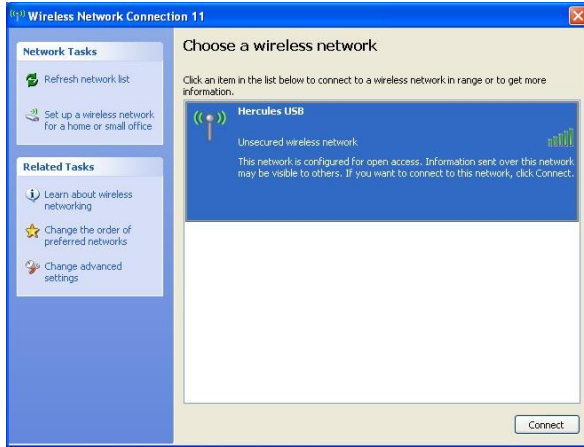 Wireless Network Connection 11
Network Tasks
Refresh network list
Set up a wireless network
for a home or small office
Related Tasks
Learn about wireless
networking
Change the order of
preferred networks
Change advanced
settings
Choose a wireless network
Click an item in the list below to connect to a wireless network in range or to get more
information.
Hercules USB
Unsecured wireless network
This network is configured for open access. Information sent over this network
may be visible to others. If you want to connect to this network, click Connect.
Connect